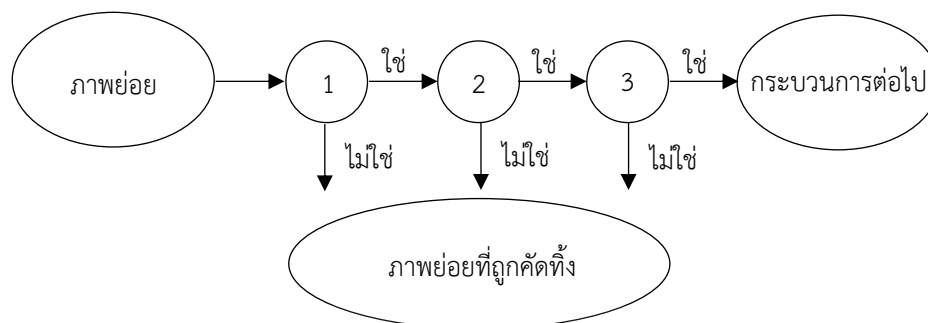 ใช่
ใช่
ใช่
ภาพย่อย
1
2
3
กระบวนการต่อไป
ไม่ใช่
ไม่ใช่
ไม่ใช่
ภาพย่อยที่ถูกคัดทิ้ง